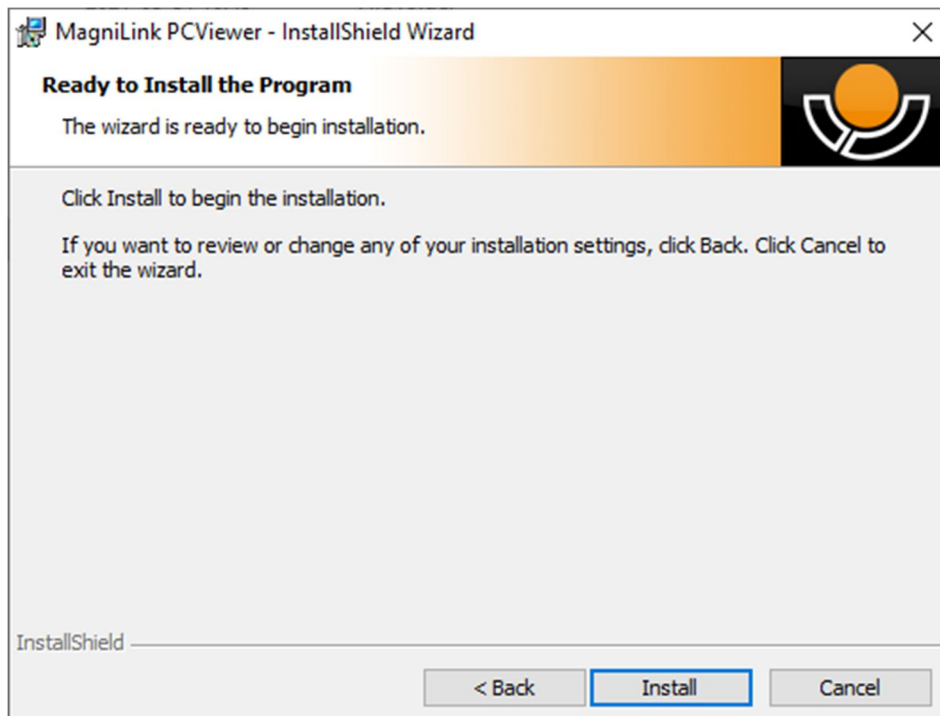 MagniLink PCViewer - InstallShield Wizard
Ready to Install the Program
The wizard is ready to begin installation.
Click Install to begin the installation.
If you want to review or change any of your installation settings, click Back. Click Cancel to
exit the wizard.
InstallShield
< Back
Install
Cancel